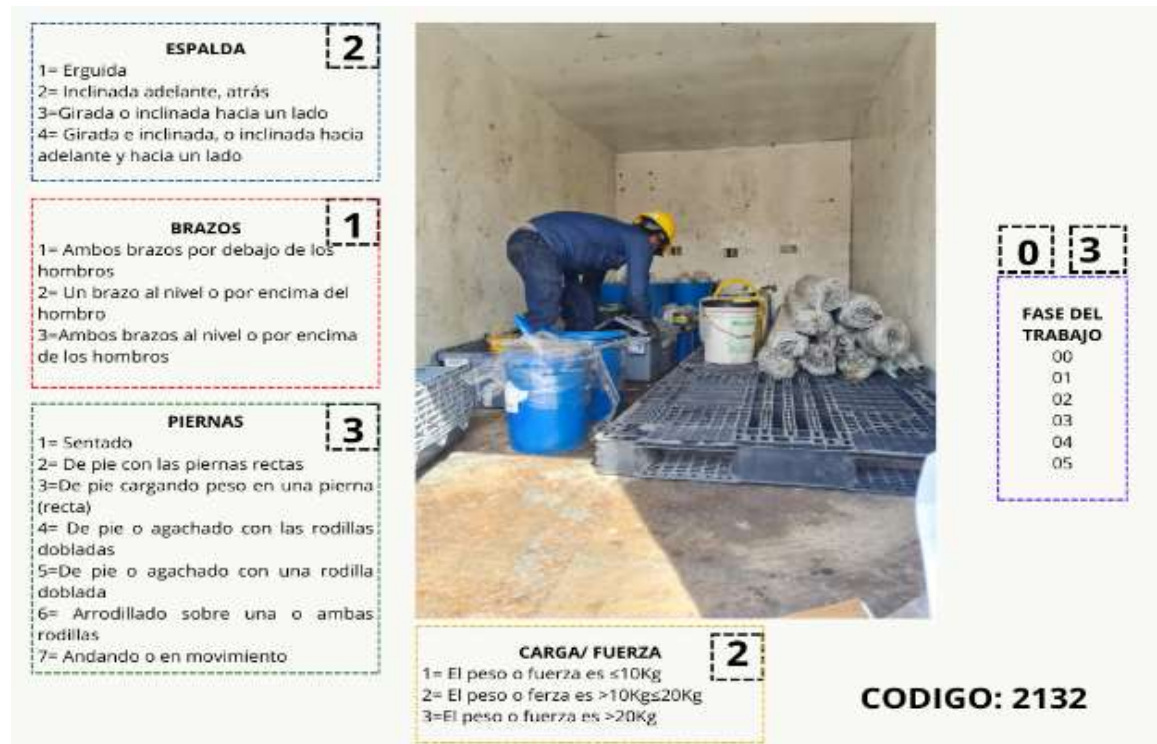 ESPALDA
2
1= Erguida
2= Inclinada adelante, atrás
3=Girada o inclinada hacia un lado
4= Girada e inclinada, o inclinada hacia
adelante y hacia un lado
BRAZOS
1
1= Ambos brazos por debajo de los
hombros
2= Un brazo al nivel o por encima del
hombro
3=Ambos brazos al nivel o por encima
de los hombros
PIERNAS
3
1= Sentado
2= De pie con las piernas rectas
3=De pie cargando peso en una pierna
(recta)
4= De pie o agachado con las rodillas
dobladas
5=De pie o agachado con una rodilla
doblada
6= Arrodillado sobre una o ambas
rodillas
7= Andando o en movimiento
CARGA/ FUERZA
2
1= El peso o fuerza es ≤10Kg
2= El peso o ferza es >10Kg≤20Kg
3=El peso o fuerza es >20Kg
0 3
FASE DEL
TRABAJO
00
01
02
03
04
05
CODIGO: 2132